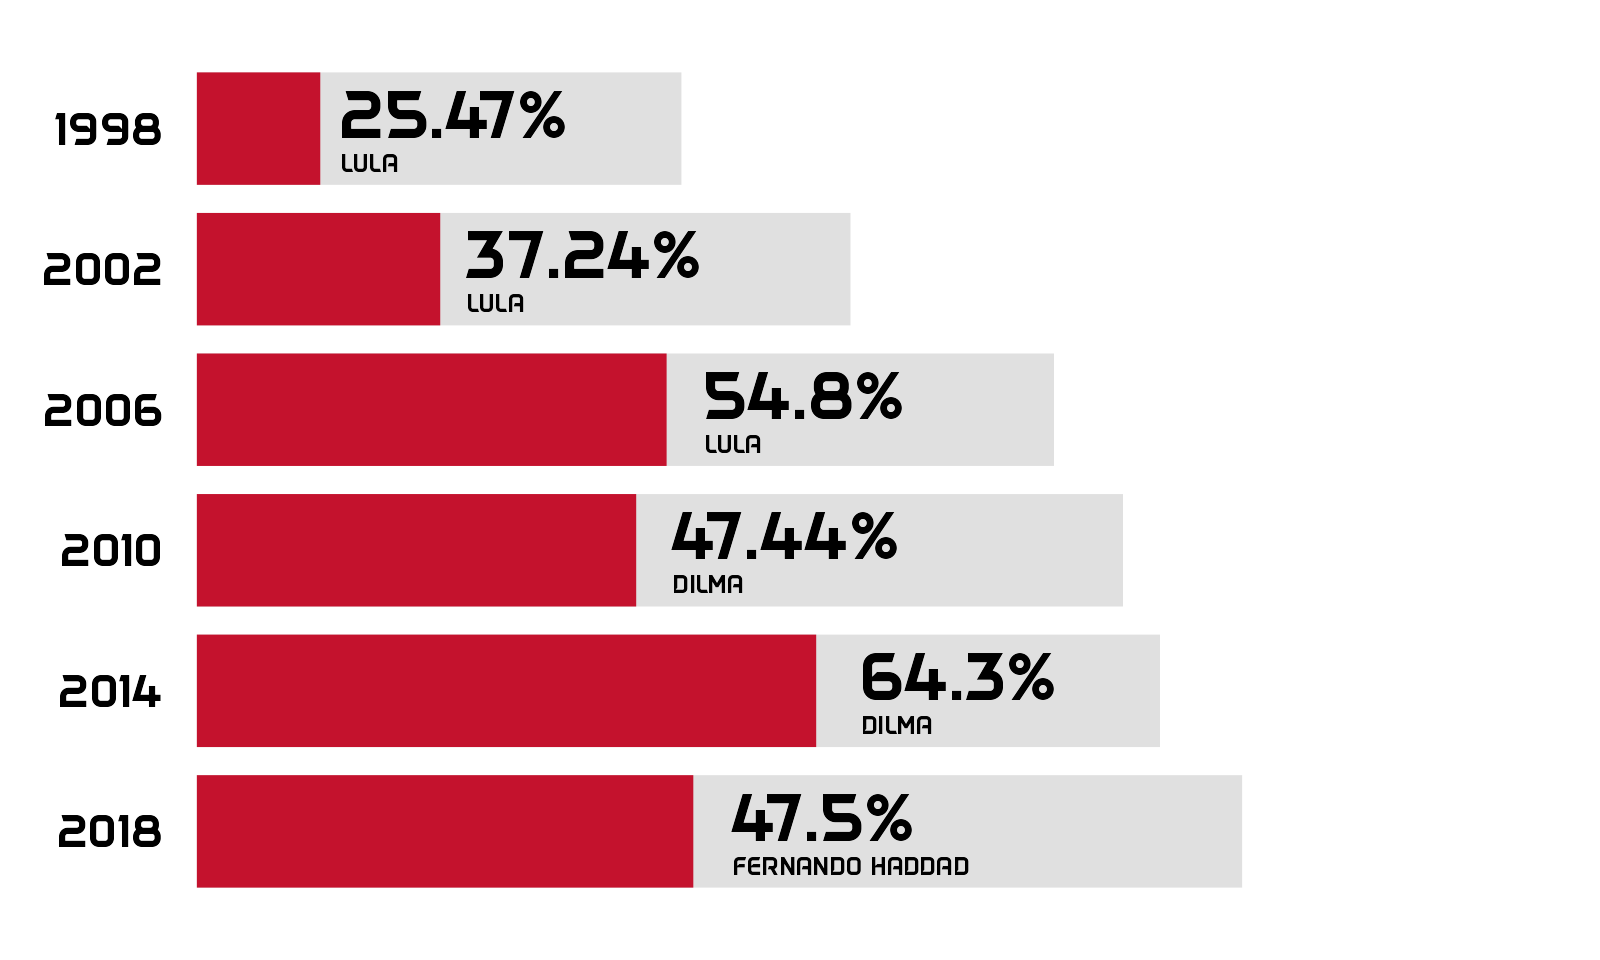 1998
25.47%
LULA
2002
37.24%
LULA
2006
54.8%
LULA
2010
47.44%
DILMA
2014
64.3%
DILMA
2018
47.5%
FERNANDO HADDAD